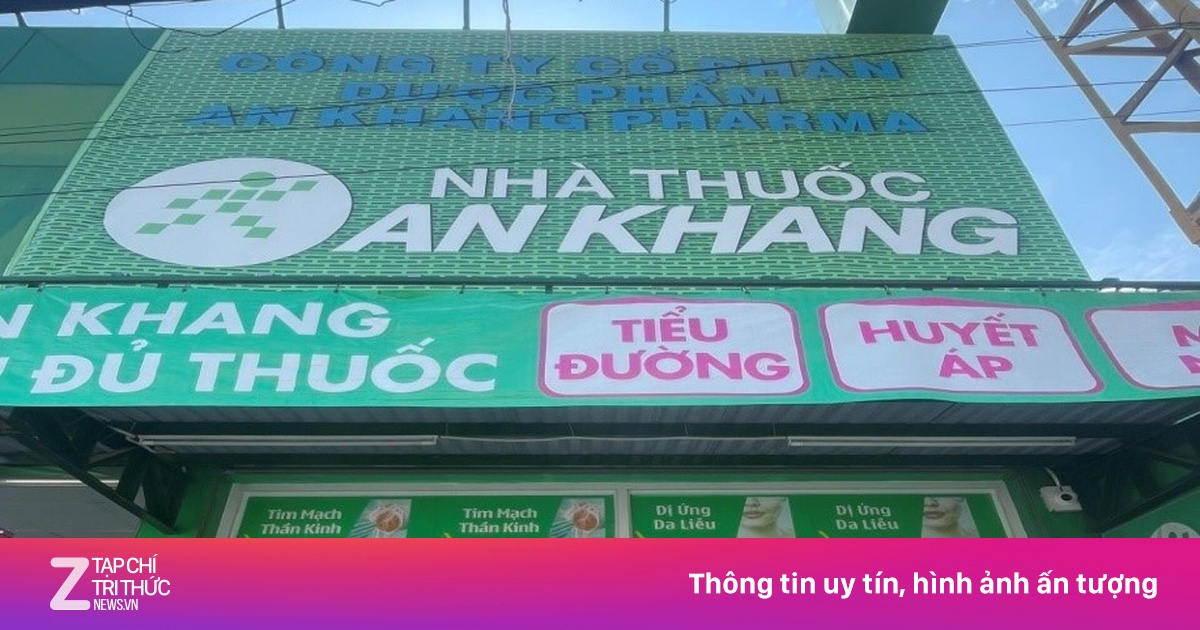 CÔNG TY CỔ PHẦN
DƯỢC PHẨM
AN KHANG PHARMA
NHÀ THUỐC
AN KHANG
N KHANG
ĐỦ THUỐC
TIỂU
ĐƯỜNG
HUYẾT
ÁP
Tim Mạch
Thần Kinh
Tim Mạch
Thần Kinh
Dị Ứng
Da Liễu
Dị Ứng
Da Liễu
Z TẠP CHÍ
TRI THỨC
NEWS.VN
Thông tin uy tín, hình ảnh ấn tượng